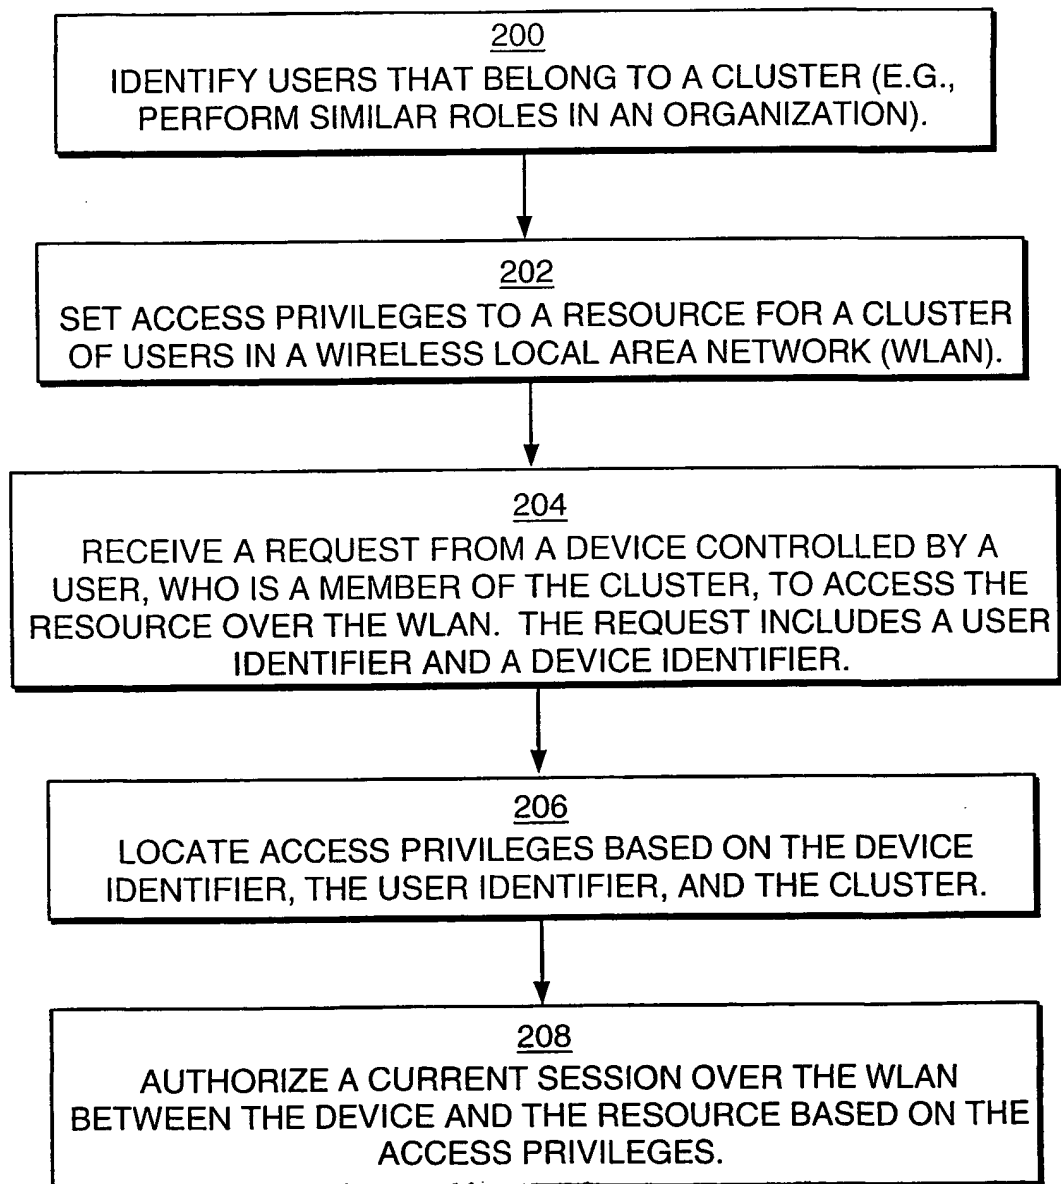 200
IDENTIFY USERS THAT BELONG TO A CLUSTER (E.G.,
PERFORM SIMILAR ROLES IN AN ORGANIZATION).
202
SET ACCESS PRIVILEGES TO A RESOURCE FOR A CLUSTER
OF USERS IN A WIRELESS LOCAL AREA NETWORK (WLAN).
204
RECEIVE A REQUEST FROM A DEVICE CONTROLLED BY A
USER, WHO IS A MEMBER OF THE CLUSTER, TO ACCESS THE
RESOURCE OVER THE WLAN. THE REQUEST INCLUDES A USER
IDENTIFIER AND A DEVICE IDENTIFIER.
206
LOCATE ACCESS PRIVILEGES BASED ON THE DEVICE
IDENTIFIER, THE USER IDENTIFIER, AND THE CLUSTER.
208
AUTHORIZE A CURRENT SESSION OVER THE WLAN
BETWEEN THE DEVICE AND THE RESOURCE BASED ON THE
ACCESS PRIVILEGES.